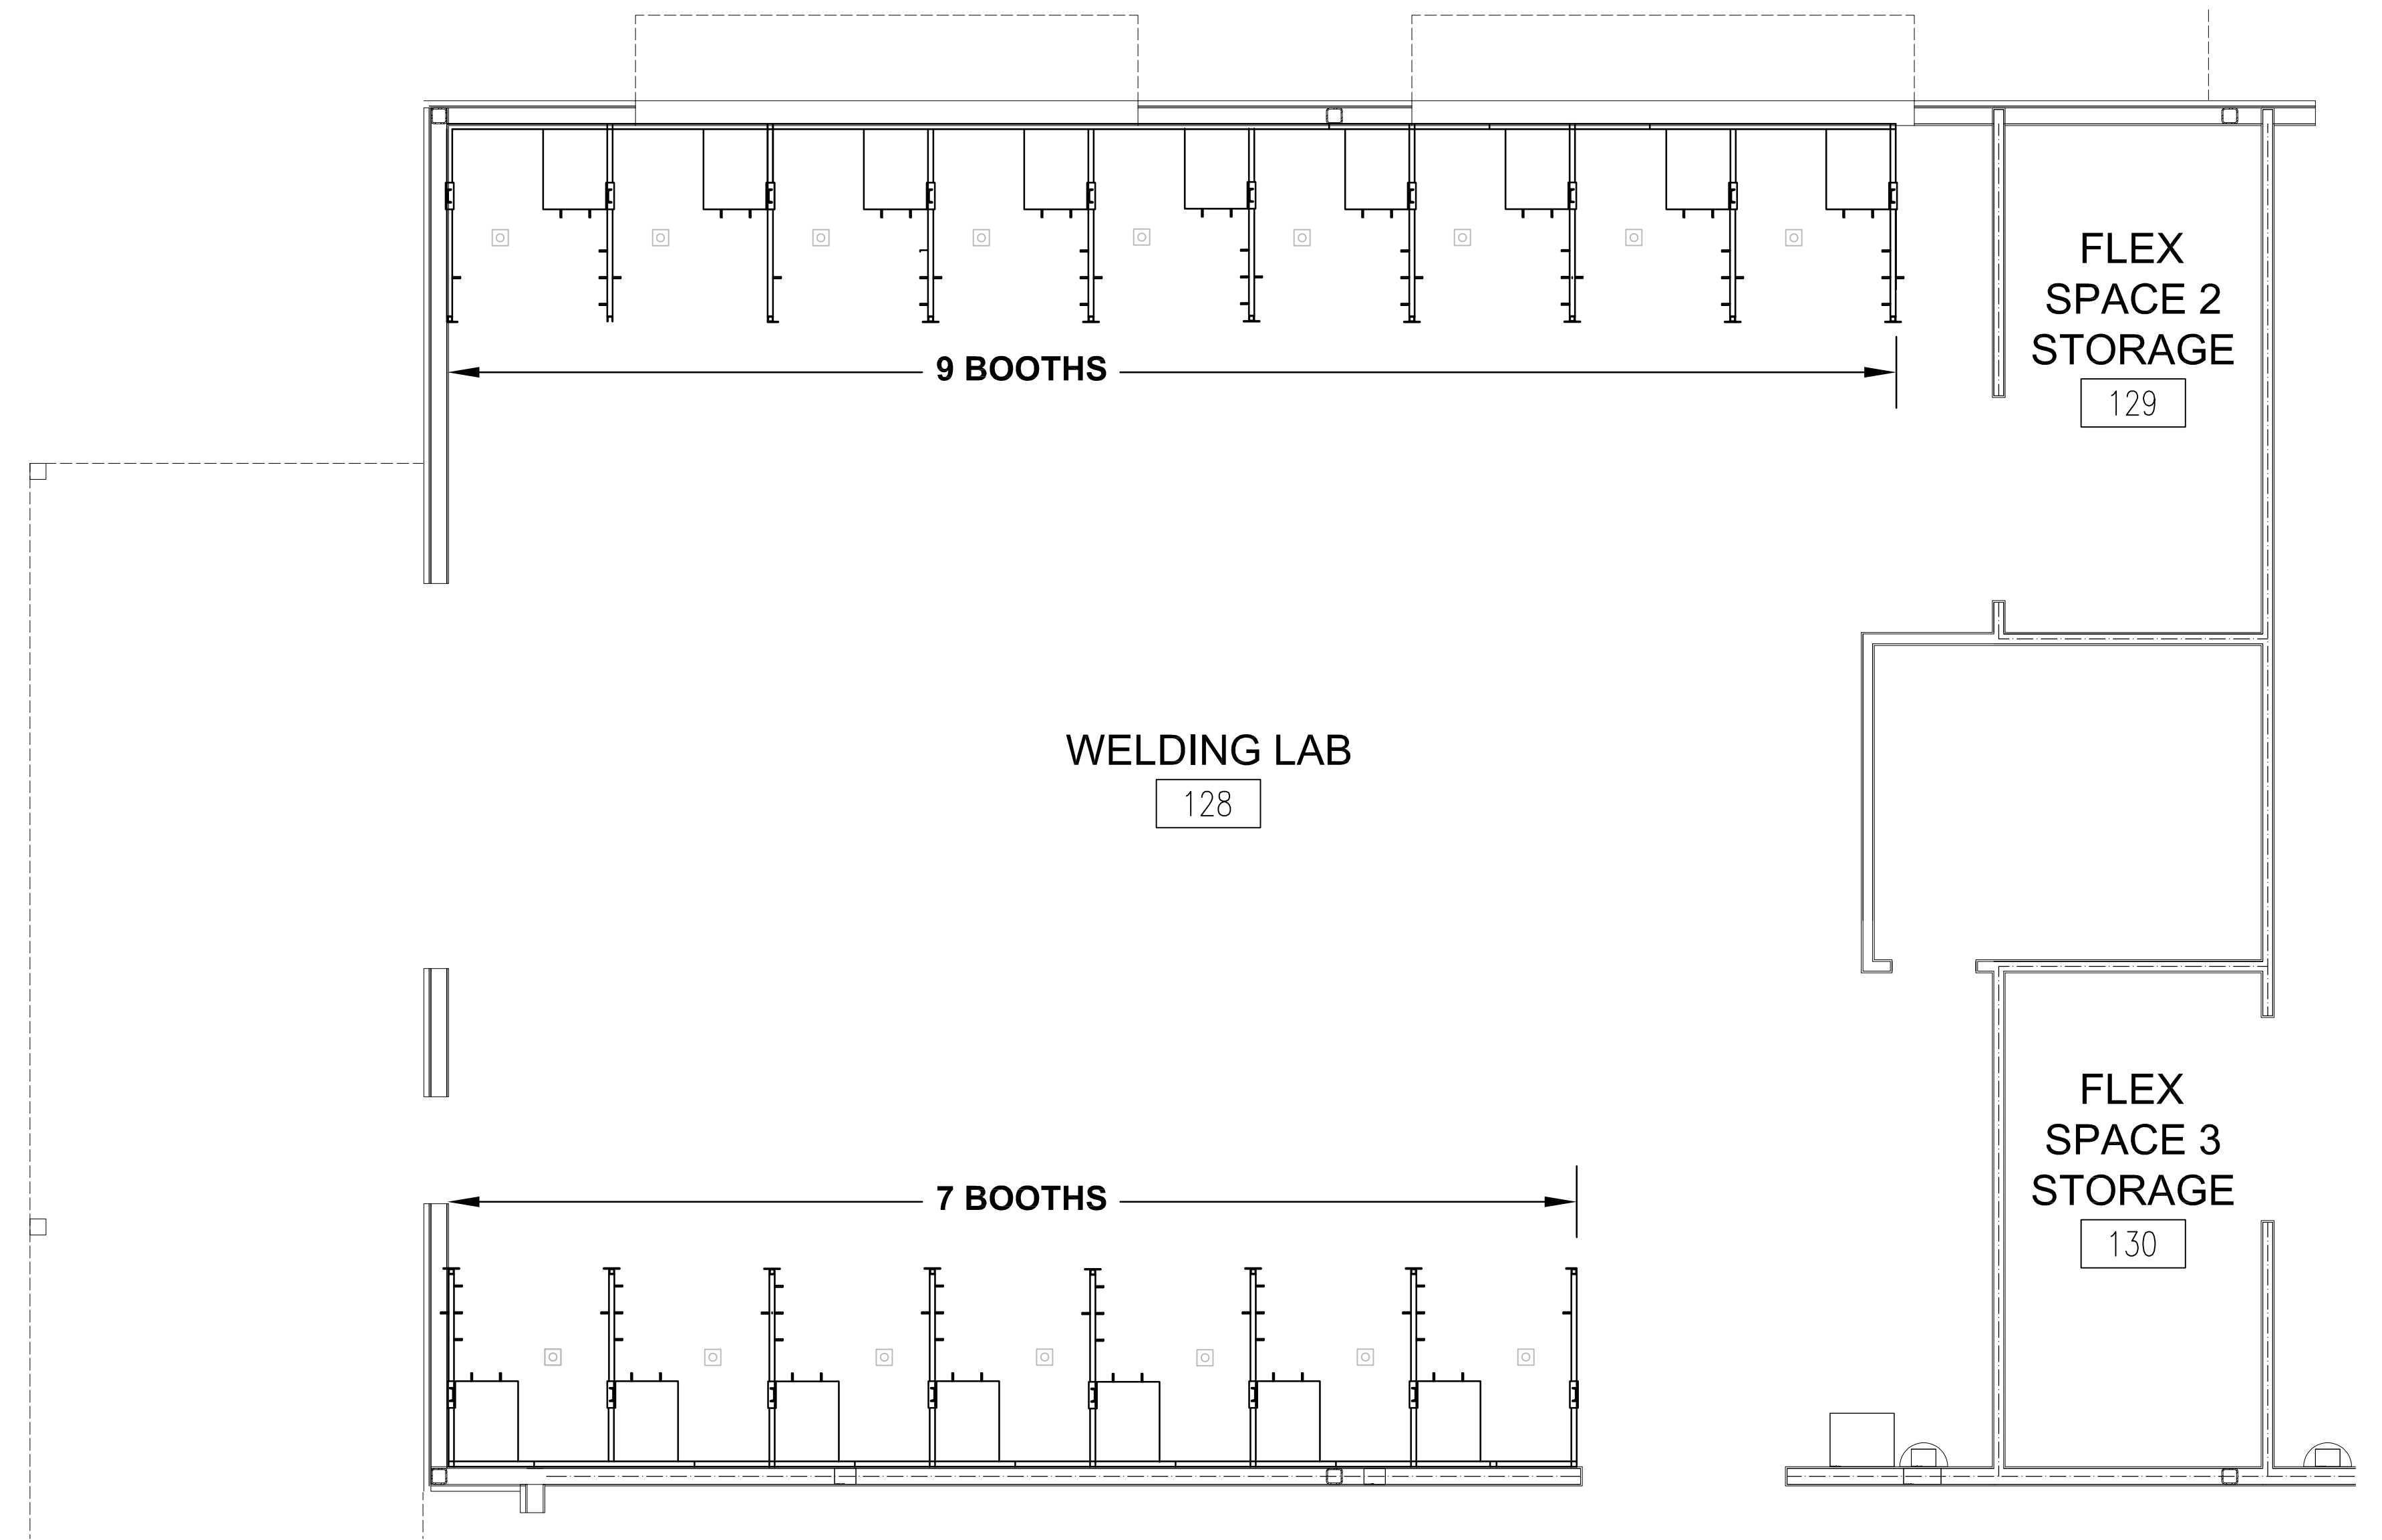 FLEX
SPACE 2
STORAGE
129
9 BOOTHS
WELDING LAB
128
FLEX
SPACE 3
STORAGE
130
7 BOOTHS